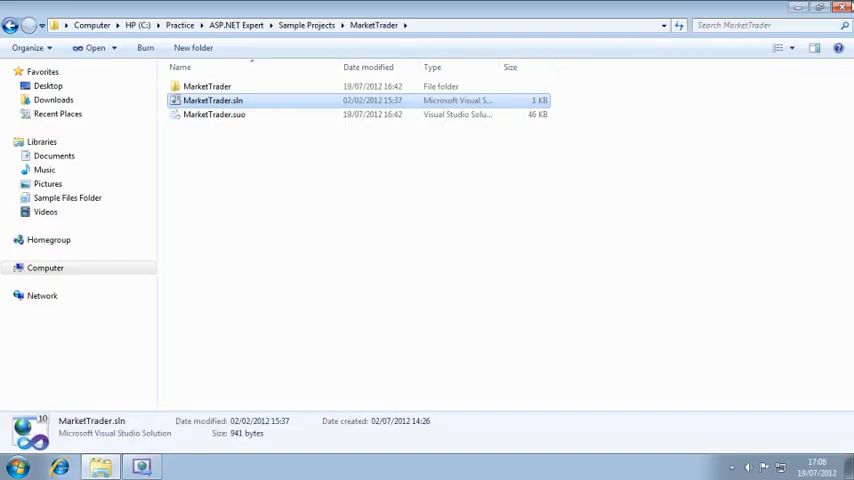 Computer HP (C:) Practice ASP.NET Expert Sample Projects MarketTrader
Search MarketTrader
Organize Open Burn New folder
Name Date modified Type Size
Favorites
Desktop
Downloads
Recent Places
Libraries
Documents
Music
Pictures
Sample Files Folder
Videos
Homegroup
Computer
Network
MarketTrader 19/07/2012 16:42 File folder
MarketTrader.sln 02/02/2012 15:37 Microsoft Visual S... 1 KB
MarketTrader.suo 19/07/2012 16:42 Visual Studio Solu... 46 KB
10
MarketTrader.sln Date modified: 02/02/2012 15:37 Date created: 02/07/2012 14:26
Microsoft Visual Studio Solution Size: 941 bytes
17:08
19/07/2012